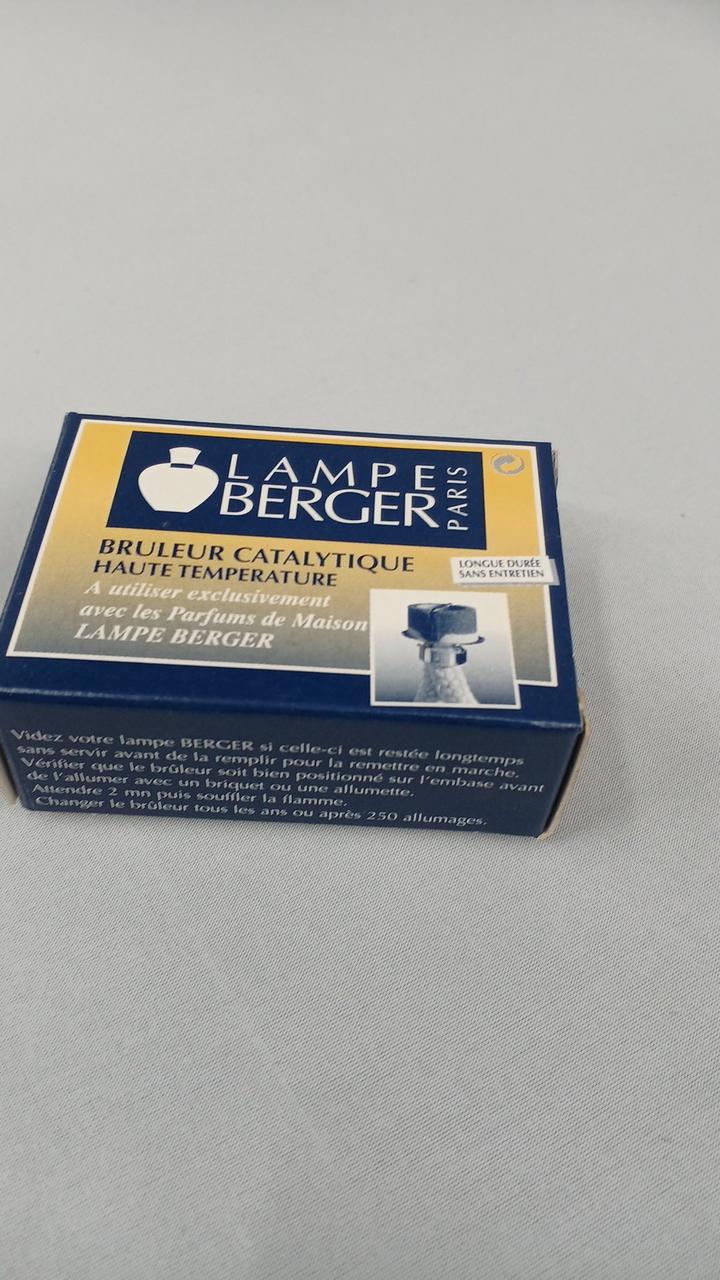 LAMPE
BERGER
PARIS
BRULEUR CATALYTIQUE
HAUTE TEMPERATURE
LONGUE DURÉE
SANS ENTRETIEN
A utiliser exclusivement
avec les Parfums de Maison
LAMPE BERGER
Videz votre lampe BERGER si celle-ci est restée longtemps
sans servir avant de la remplir pour la remettre en marche.
Vérifier que le brûleur soit bien positionné sur l'embase avant
de l'allumer avec un briquet ou une allumette.
Attendre 2 mn puis souffler la flamme.
Changer le brûleur tous les ans ou après 250 allumages.